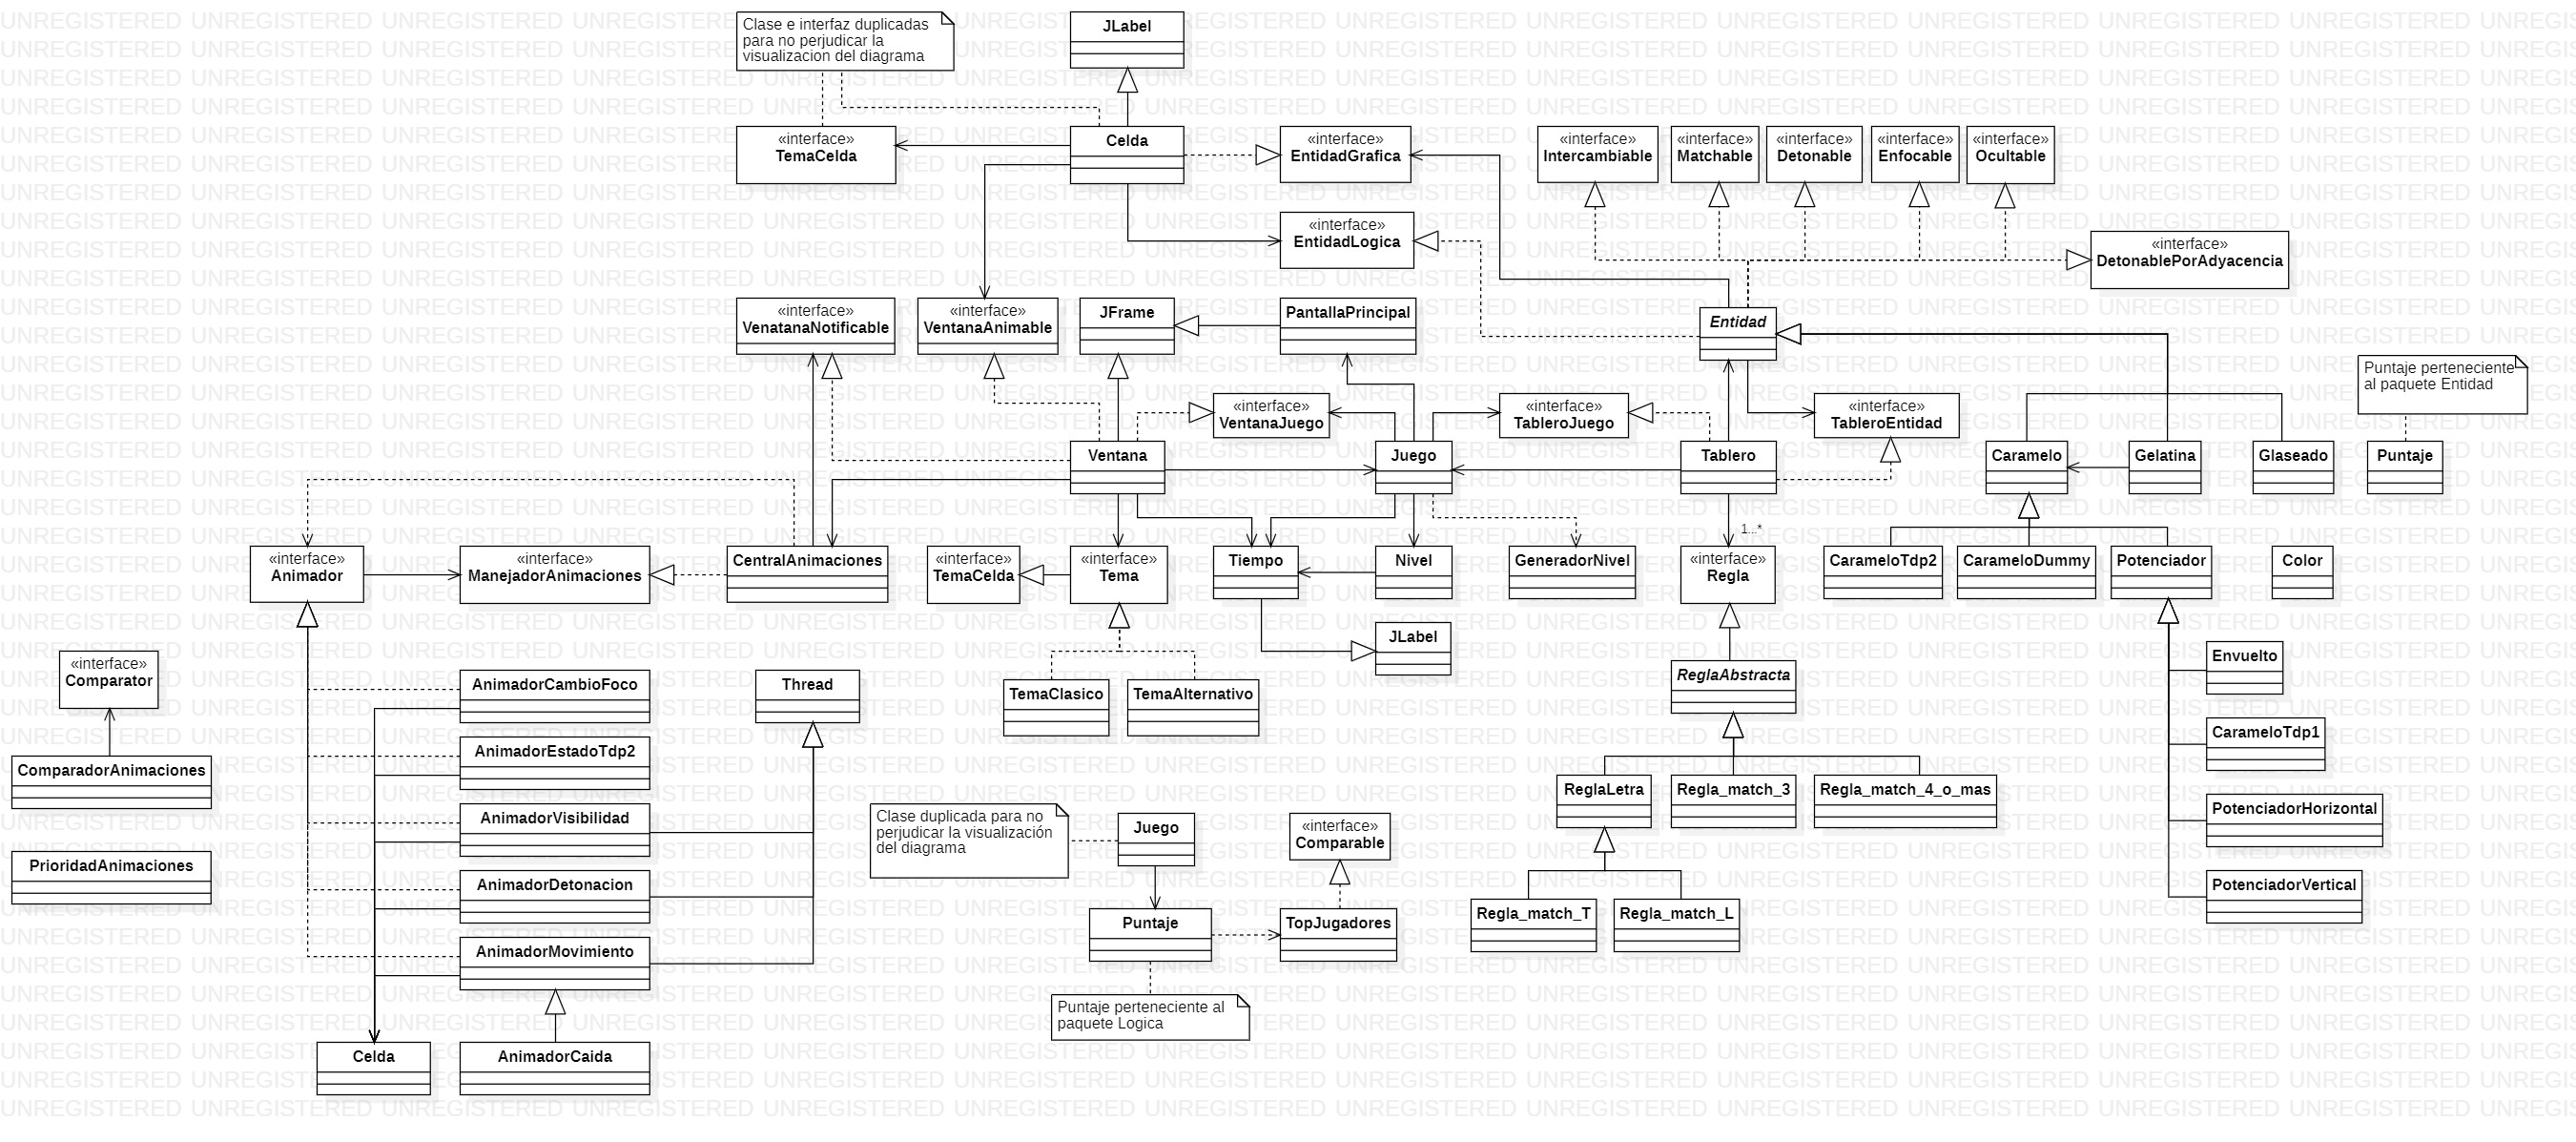 Clase e interfaz duplicadas
para no perjudicar la
visualizacion del diagrama
JLabel
«interface»
TemaCelda
Celda
«interface»
EntidadGrafica
«interface»
Intercambiable
«interface»
Matchable
«interface»
Detonable
«interface»
Enfocable
«interface»
Ocultable
«interface»
EntidadLogica
«interface»
DetonablePorAdyacencia
«interface»
VenatanaNotificable
«interface»
VentanaAnimable
JFrame
PantallaPrincipal
Entidad
Puntaje perteneciente
al paquete Entidad
«interface»
VentanaJuego
«interface»
TableroJuego
«interface»
TableroEntidad
Ventana
Juego
Tablero
Caramelo
Gelatina
Glaseado
Puntaje
1...*
«interface»
Animador
«interface»
ManejadorAnimaciones
CentralAnimaciones
«interface»
TemaCelda
«interface»
Tema
Tiempo
Nivel
GeneradorNivel
«interface»
Regla
CarameloTdp2
CarameloDummy
Potenciador
Color
JLabel
«interface»
Comparator
AnimadorCambioFoco
Thread
TemaClasico
TemaAlternativo
ReglaAbstracta
Envuelto
AnimadorEstadoTdp2
CarameloTdp1
ComparadorAnimaciones
ReglaLetra
Regla_match_3
Regla_match_4_o_mas
AnimadorVisibilidad
Clase duplicada para no
perjudicar la visualización
del diagrama
Juego
«interface»
Comparable
PotenciadorHorizontal
PrioridadAnimaciones
AnimadorDetonacion
PotenciadorVertical
Puntaje
TopJugadores
Regla_match_T
Regla_match_L
AnimadorMovimiento
Puntaje perteneciente al
paquete Logica
Celda
AnimadorCaida